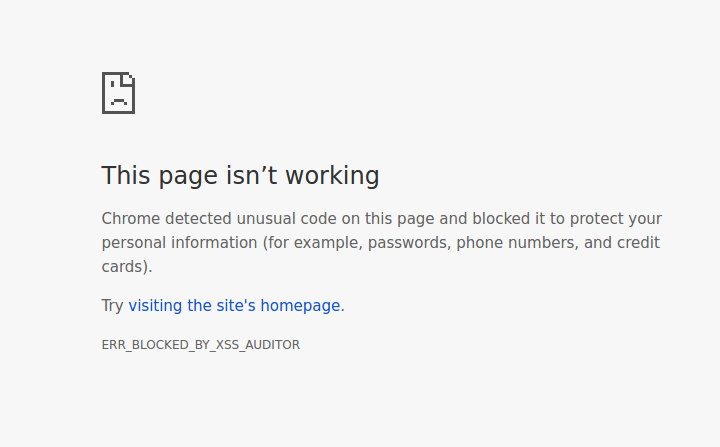 This page isn’t working
Chrome detected unusual code on this page and blocked it to protect your
personal information (for example, passwords, phone numbers, and credit
cards).
Try visiting the site's homepage.
ERR_BLOCKED_BY_XSS_AUDITOR